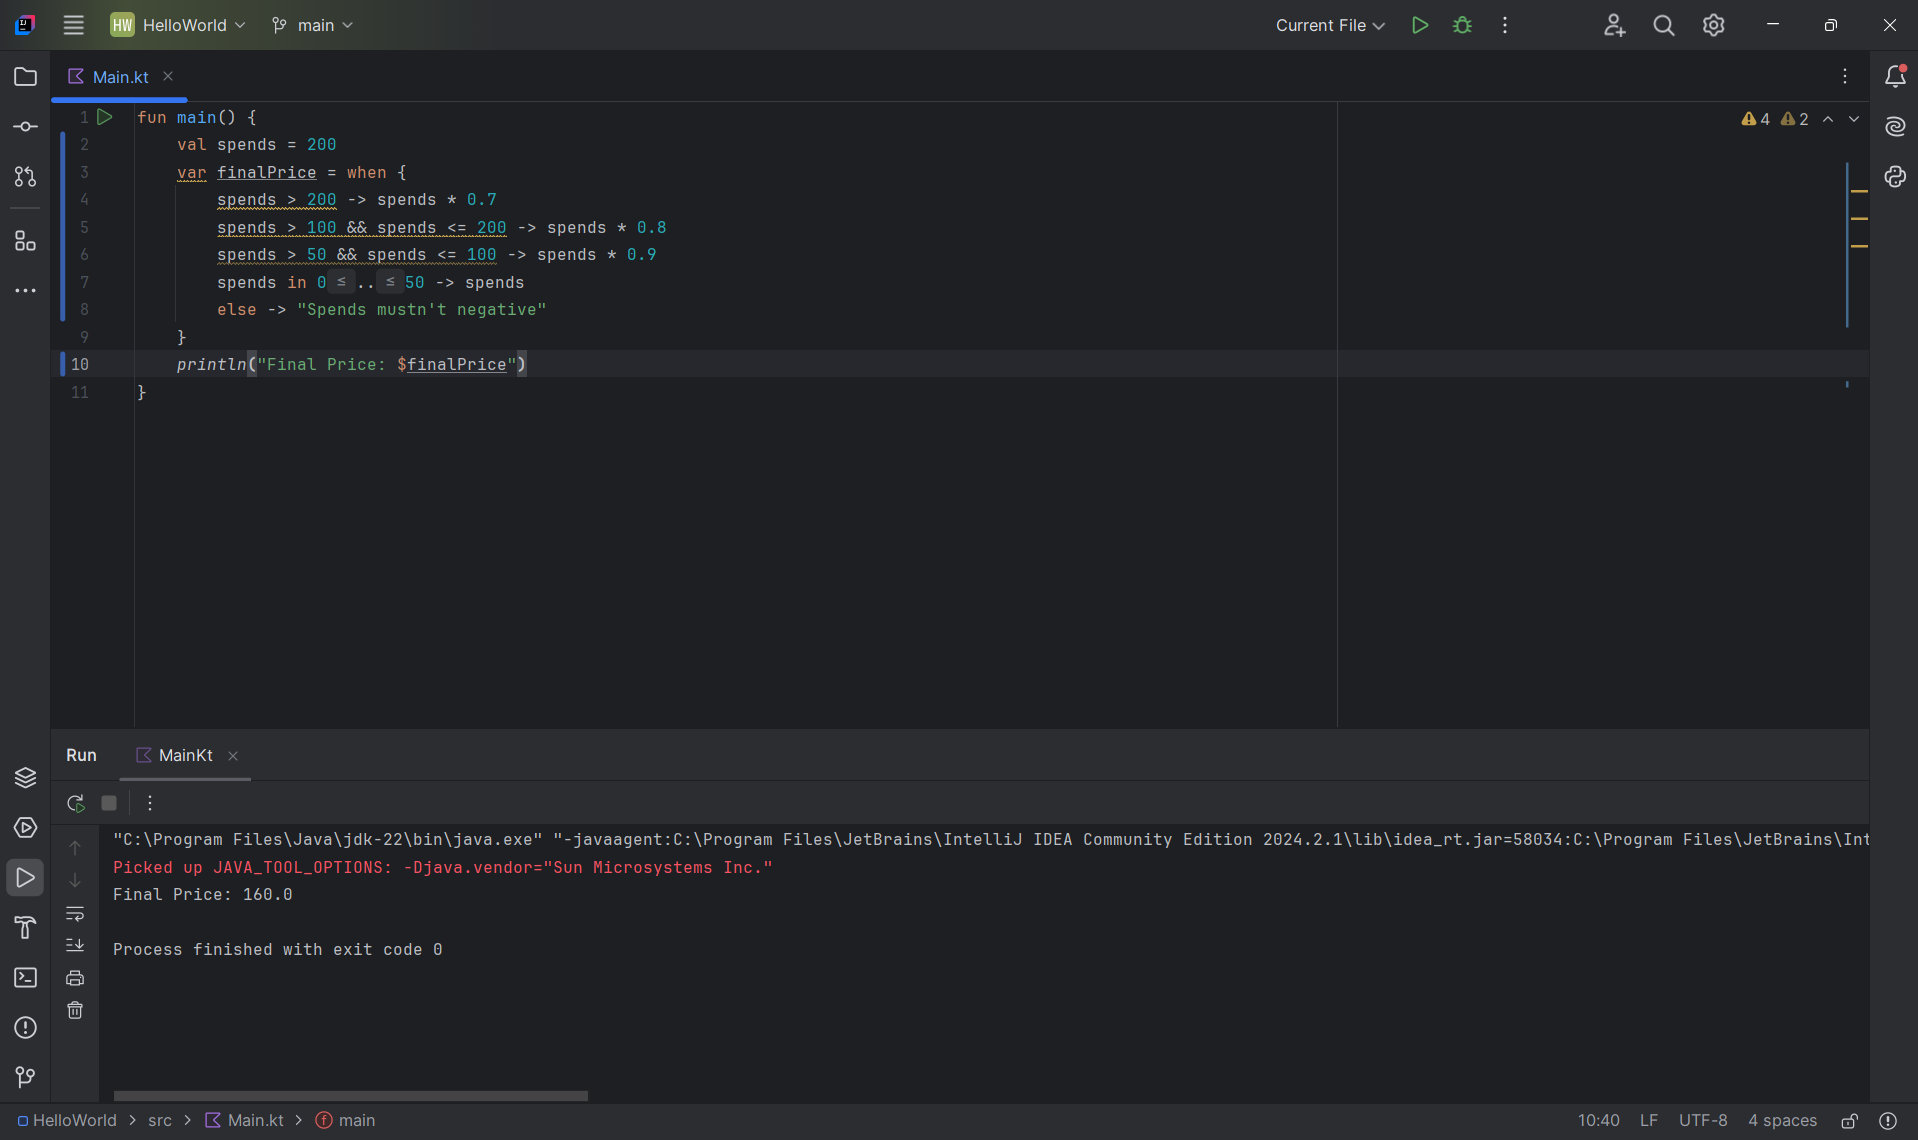 HW HelloWorld main Current File
Main.kt
4 2
1 fun main() {
2 val spends = 200
3 var finalPrice = when {
4 spends > 200 -> spends * 0.7
5 spends > 100 && spends <= 200 -> spends * 0.8
6 spends > 50 && spends <= 100 -> spends * 0.9
7 spends in 0 ≤ .. ≤ 50 -> spends
8 else -> "Spends mustn't negative"
9 }
10 println("Final Price: $finalPrice")
11 }
Run MainKt
"C:\Program Files\Java\jdk-22\bin\java.exe" "-javaagent:C:\Program Files\JetBrains\IntelliJ IDEA Community Edition 2024.2.1\lib\idea_rt.jar=58034:C:\Program Files\JetBrains\Int
Picked up JAVA_TOOL_OPTIONS: -Djava.vendor="Sun Microsystems Inc."
Final Price: 160.0
Process finished with exit code 0
HelloWorld > src > Main.kt > main 10:40 LF UTF-8 4 spaces